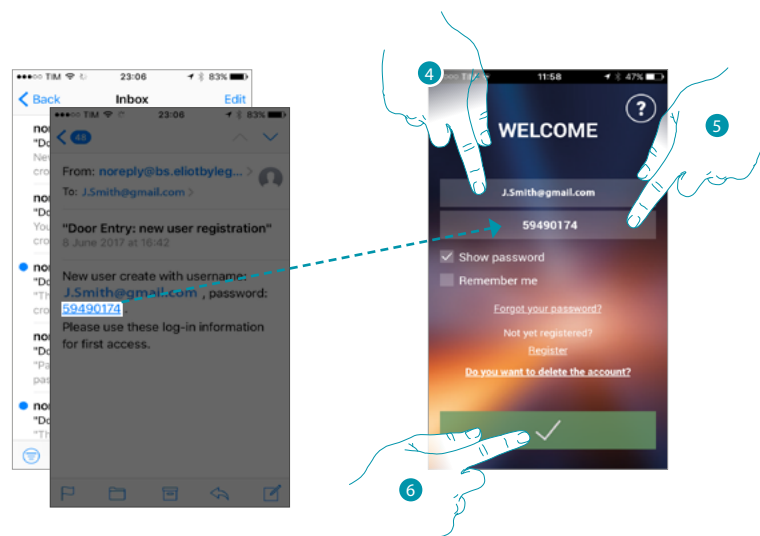 ●●●○○ TIM 23:06 83%
Back Inbox Edit
●●●○○ TIM 23:06 83%
48
From: noreply@bs.eliotbyleg...
To: J.Smith@gmail.com
"Door Entry: new user registration"
8 June 2017 at 16:42
New user create with username:
J.Smith@gmail.com , password:
59490174 .
Please use these log-in information
for first access.
4
11:58 47%
?
WELCOME
5
J.Smith@gmail.com
59490174
Show password
Remember me
Forgot your password?
Not yet registered?
Register
Do you want to delete the account?
6